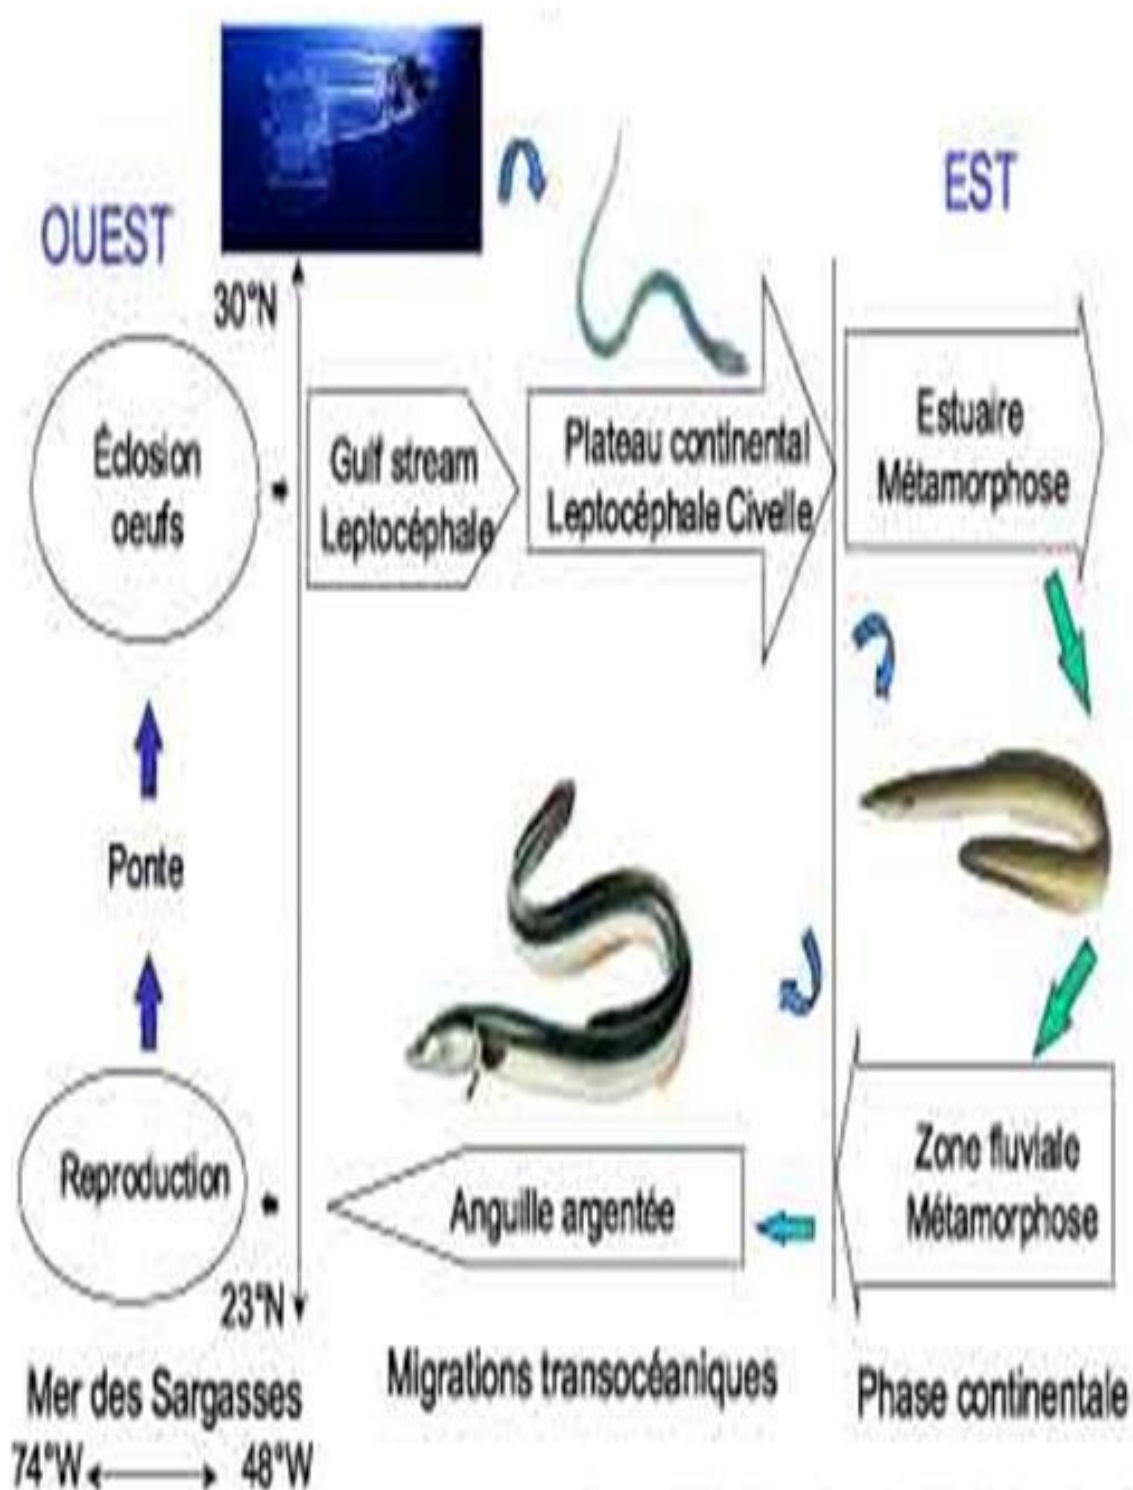 OUEST
EST
30°N
Éclosion
oeufs
Gulf stream
Leptocéphale
Plateau continental
Leptocéphale Civelle
Estuaire
Métamorphose
Ponte
Reproduction
Anguille argentée
Zone fluviale
Métamorphose
23°N
Mer des Sargasses
Migrations transocéaniques
Phase continentale
74°W
48°W